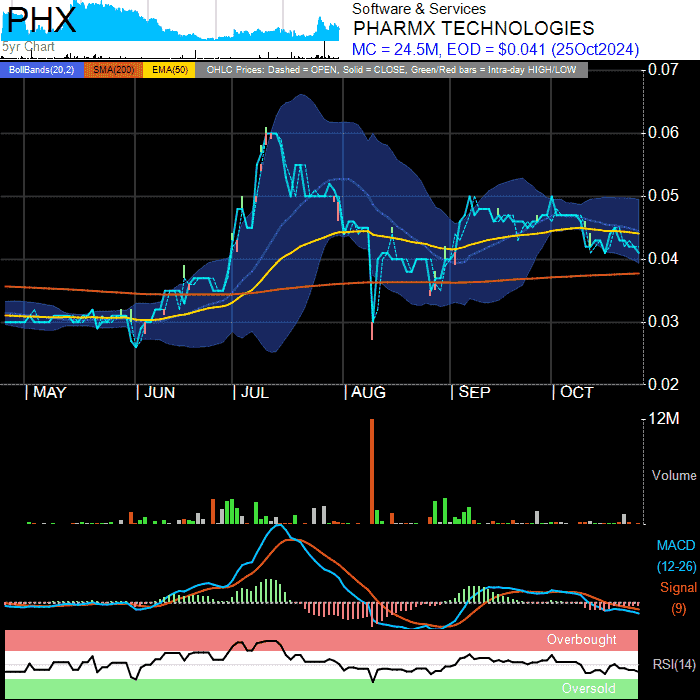 PHX
5yr Chart
Software & Services
PHARMX TECHNOLOGIES
MC = 24.5M, EOD = $0.041 (25Oct2024)
BollBands(20,2) SMA(200) EMA(50) OHLC Prices: Dashed = OPEN, Solid = CLOSE, Green/Red bars = Intra-day HIGH/LOW
0.07
0.06
0.05
0.04
0.03
0.02
MAY JUN JUL AUG SEP OCT
12M
Volume
MACD
(12-26)
Signal
(9)
Overbought
RSI(14)
Oversold